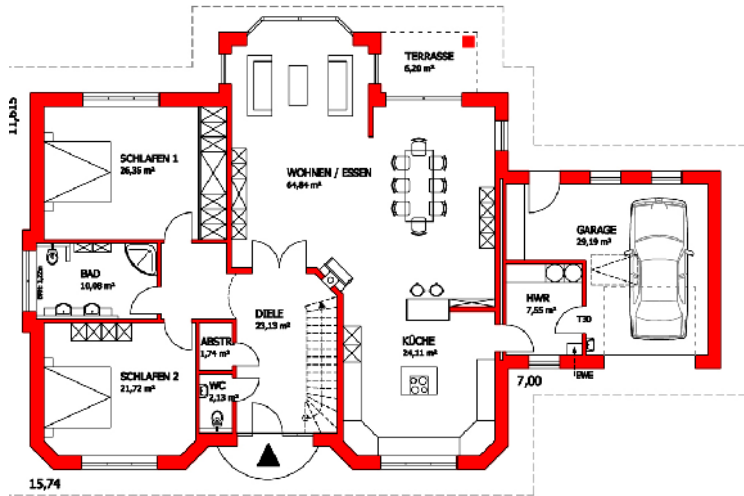 TERRASSE
6,20 m²
11,615
SCHLAFEN 1
26,35 m²
WOHNEN / ESSEN
64,84 m²
GARAGE
29,19 m²
BAD
10,08 m²
HWR
7,55 m²
T30
DIELE
23,13 m²
ABSTR
1,74 m²
KÜCHE
24,11 m²
SCHLAFEN 2
21,72 m²
WC
2,13 m²
7,00
EWE
15,74